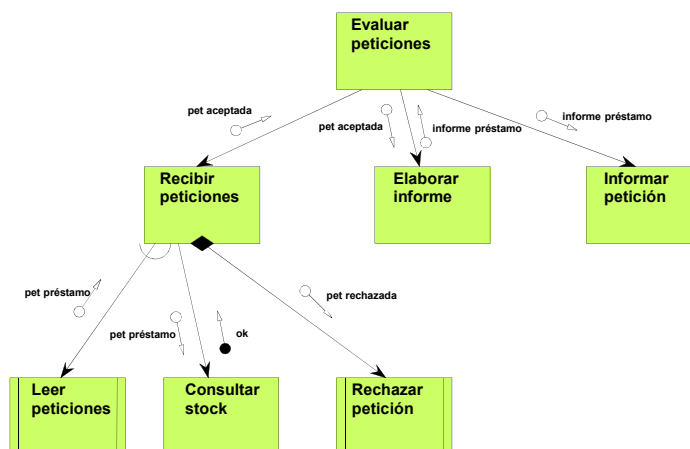 Evaluar
peticiones
pet aceptada
pet aceptada
informe préstamo
informe préstamo
Recibir
peticiones
Elaborar
informe
Informar
petición
pet préstamo
pet préstamo
ok
pet rechazada
Leer
peticiones
Consultar
stock
Rechazar
petición